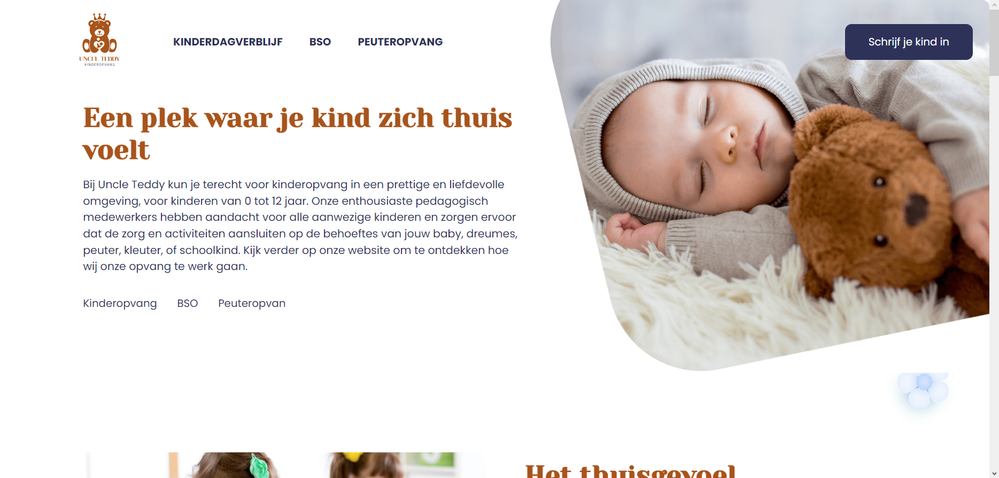 UNCLE TEDDY
KINDEROPVANG
KINDERDAGVERBLIJF BSO PEUTEROPVANG
Schrijf je kind in
Een plek waar je kind zich thuis
voelt
Bij Uncle Teddy kun je terecht voor kinderopvang in een prettige en liefdevolle
omgeving, voor kinderen van 0 tot 12 jaar. Onze enthousiaste pedagogisch
medewerkers hebben aandacht voor alle aanwezige kinderen en zorgen ervoor
dat de zorg en activiteiten aansluiten op de behoeftes van jouw baby, dreumes,
peuter, kleuter, of schoolkind. Kijk verder op onze website om te ontdekken hoe
wij onze opvang te werk gaan.
Kinderopvang BSO Peuteropvan
Het thuisgevoel